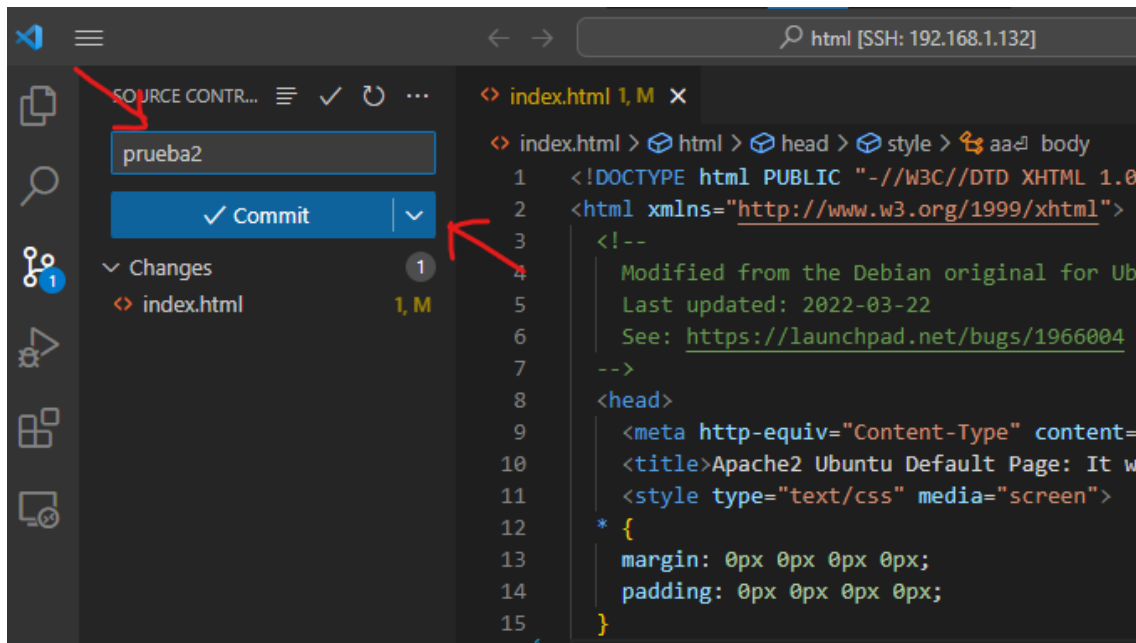 html [SSH: 192.168.1.132]
SOURCE CONTR...
prueba2
Commit
Changes 1
index.html 1, M
1
index.html 1, M
index.html > html > head > style > aa⏎ body
1 <!DOCTYPE html PUBLIC "-//W3C//DTD XHTML 1.0
2 <html xmlns="http://www.w3.org/1999/xhtml">
3 <!--
4 Modified from the Debian original for Ub
5 Last updated: 2022-03-22
6 See: https://launchpad.net/bugs/1966004
7 -->
8 <head>
9 <meta http-equiv="Content-Type" content=
10 <title>Apache2 Ubuntu Default Page: It w
11 <style type="text/css" media="screen">
12 * {
13 margin: 0px 0px 0px 0px;
14 padding: 0px 0px 0px 0px;
15 }